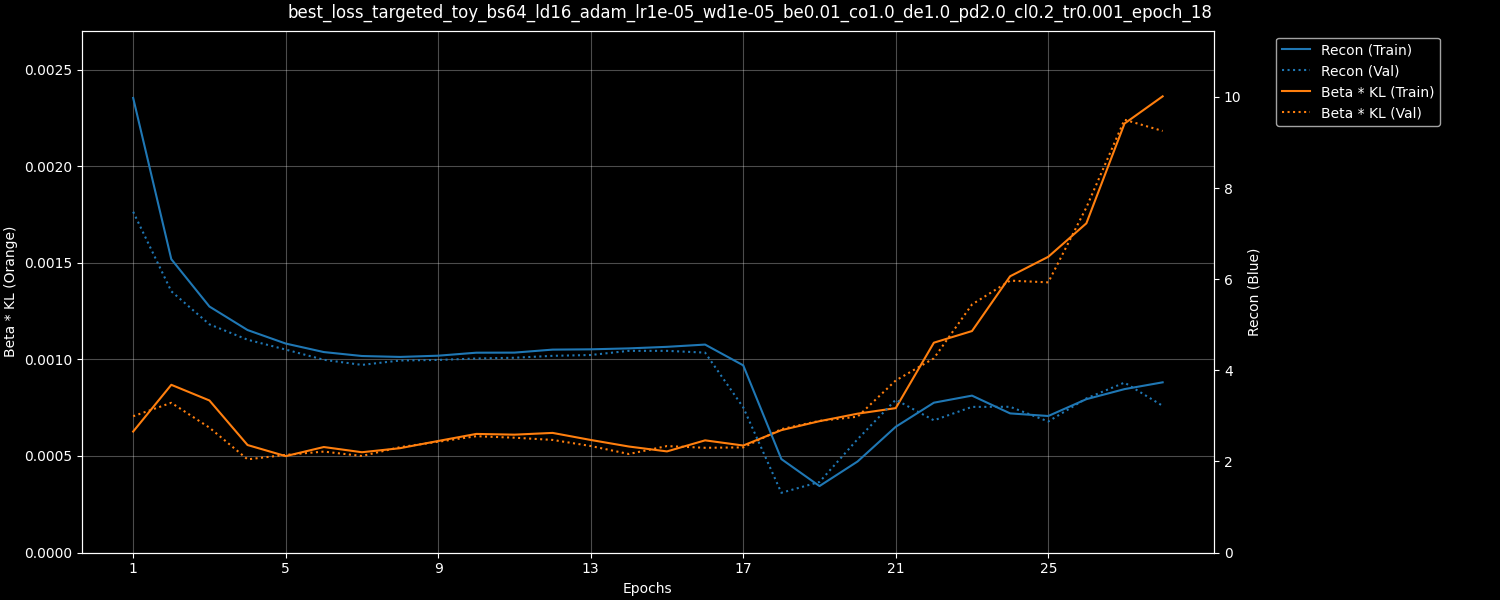 best_loss_targeted_toy_bs64_ld16_adam_lr1e-05_wd1e-05_be0.01_co1.0_de1.0_pd2.0_cl0.2_tr0.001_epoch_18
Recon (Train)
Recon (Val)
Beta * KL (Train)
Beta * KL (Val)
Beta * KL (Orange)
0.0025
0.0020
0.0015
0.0010
0.0005
0.0000
10
8
6
4
2
0
Recon (Blue)
1 5 9 13 17 21 25
Epochs